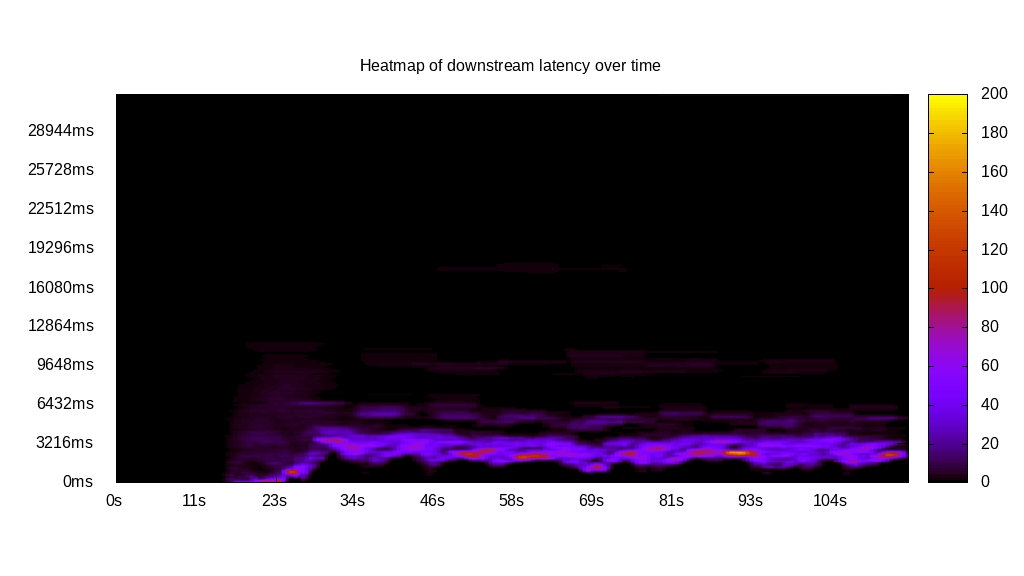 Heatmap of downstream latency over time
28944ms
25728ms
22512ms
19296ms
16080ms
12864ms
9648ms
6432ms
3216ms
0ms
0s 11s 23s 34s 46s 58s 69s 81s 93s 104s
200
180
160
140
120
100
80
60
40
20
0